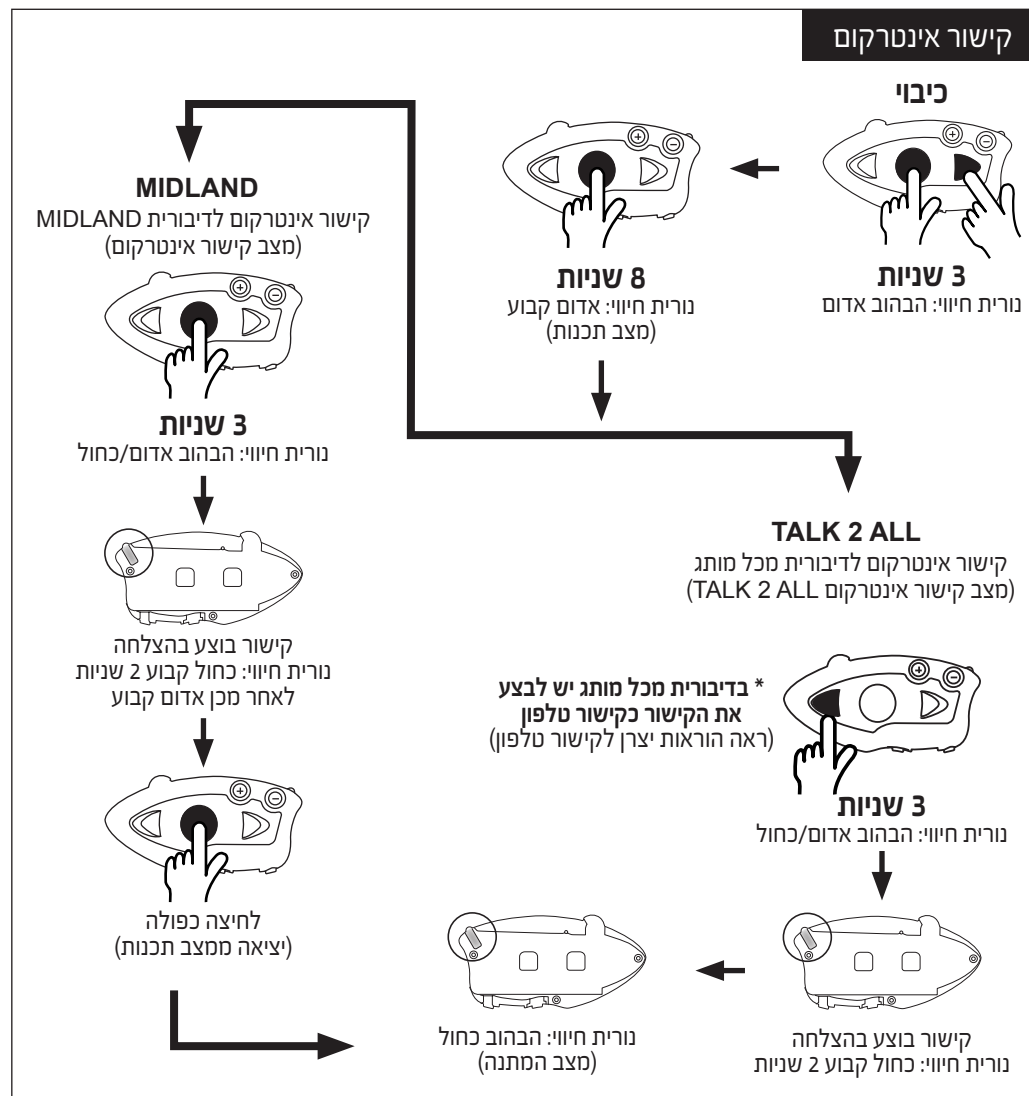 קישור אינטרקום
כיבוי
3 שניות
נורית חיווי: הבהוב אדום
8 שניות
נורית חיווי: אדום קבוע
(מצב תכנות)
MIDLAND
קישור אינטרקום לדיבורית MIDLAND
(מצב קישור אינטרקום)
3 שניות
נורית חיווי: הבהוב אדום/כחול
קישור בוצע בהצלחה
נורית חיווי: כחול קבוע 2 שניות
לאחר מכן אדום קבוע
לחיצה כפולה
(יציאה ממצב תכנות)
TALK 2 ALL
קישור אינטרקום לדיבורית מכל מותג
(מצב קישור אינטרקום TALK 2 ALL)
* בדיבורית מכל מותג יש לבצע
את הקישור כקישור טלפון
(ראה הוראות יצרן לקישור טלפון)
3 שניות
נורית חיווי: הבהוב אדום/כחול
קישור בוצע בהצלחה
נורית חיווי: כחול קבוע 2 שניות
נורית חיווי: הבהוב כחול
(מצב המתנה)